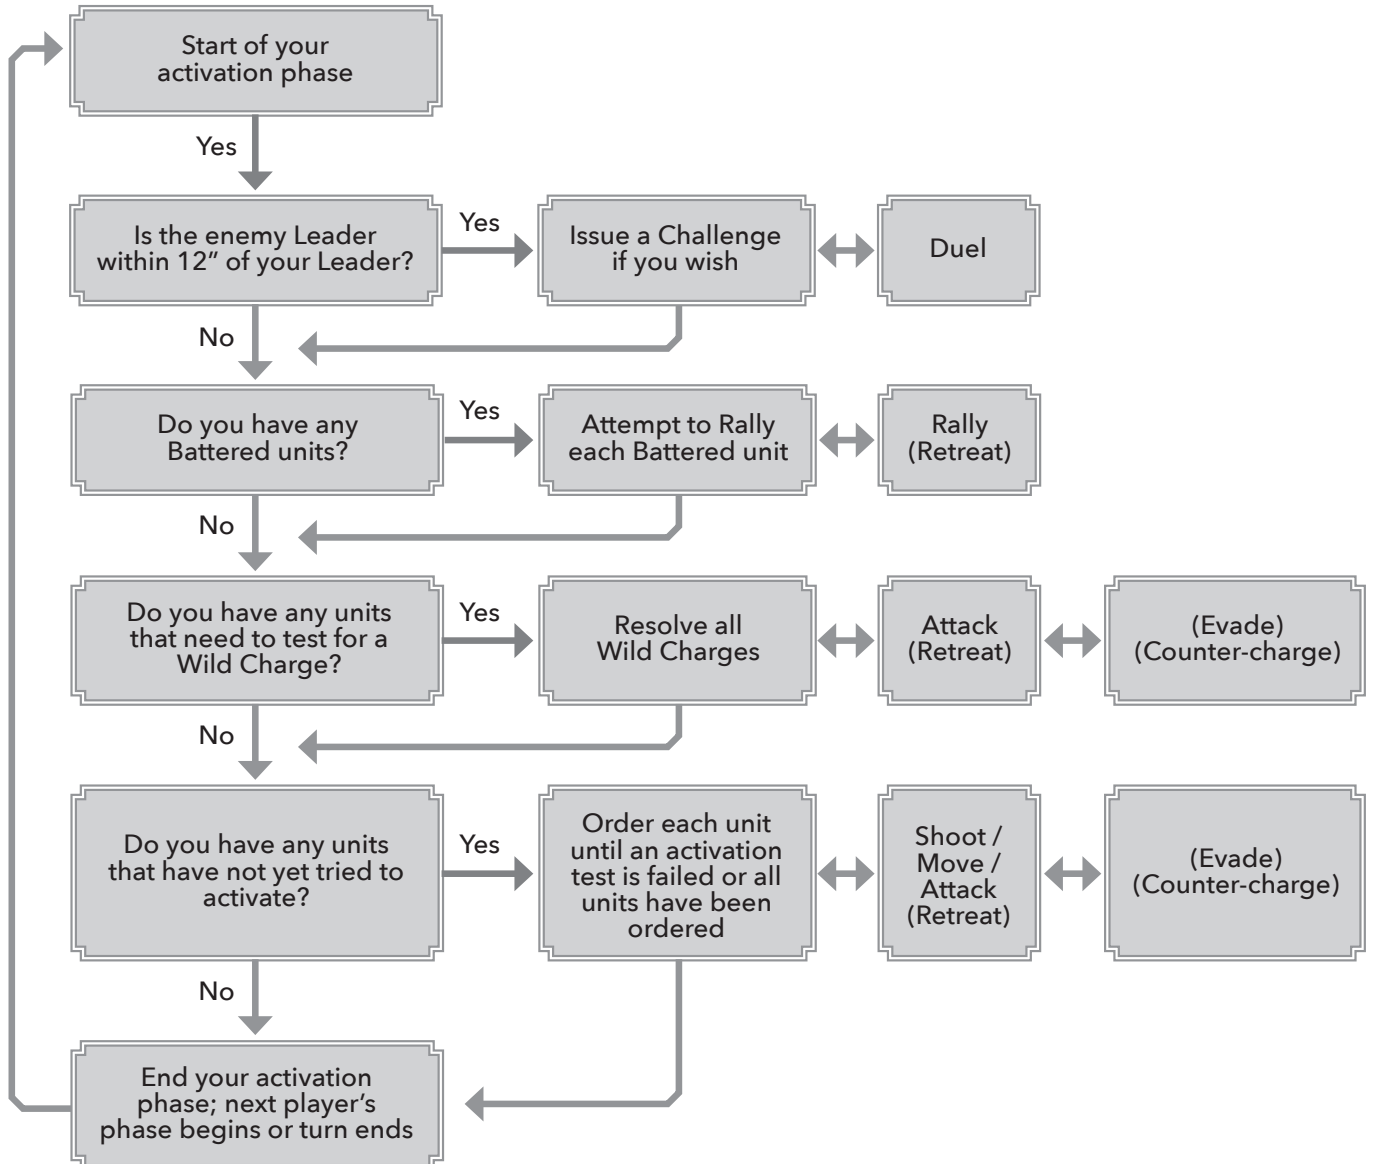 Start of your
activation phase
Yes
Is the enemy Leader
within 12” of your Leader?
Yes
Issue a Challenge
if you wish
Duel
No
Do you have any
Battered units?
Yes
Attempt to Rally
each Battered unit
Rally
(Retreat)
No
Do you have any units
that need to test for a
Wild Charge?
Yes
Resolve all
Wild Charges
Attack
(Retreat)
(Evade)
(Counter-charge)
No
Do you have any units
that have not yet tried to
activate?
Yes
Order each unit
until an activation
test is failed or all
units have been
ordered
Shoot /
Move /
Attack
(Retreat)
(Evade)
(Counter-charge)
No
End your activation
phase; next player’s
phase begins or turn ends